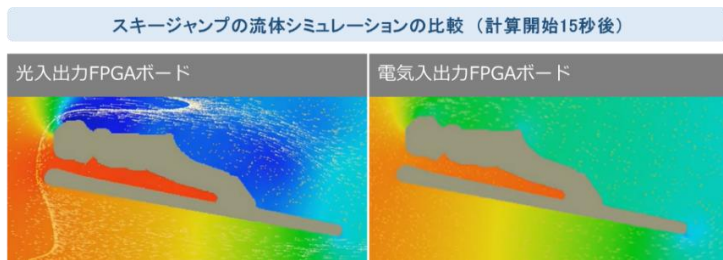 スキージャンプの流体シミュレーションの比較（計算開始15秒後）
光入出力FPGAボード
電気入出力FPGAボード